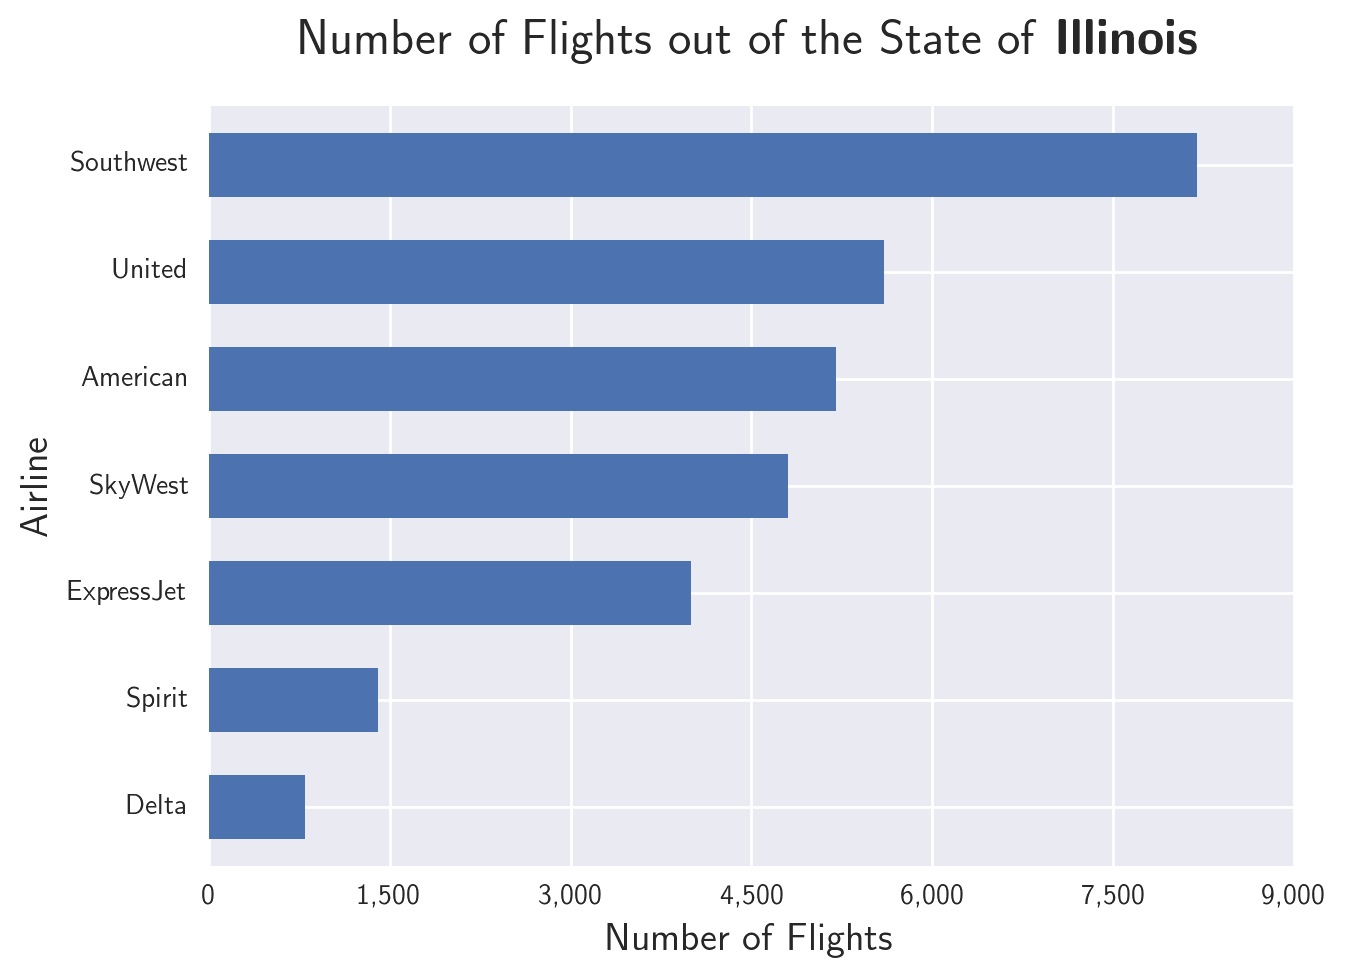 Number of Flights out of the State of Illinois
Southwest
United
American
SkyWest
ExpressJet
Spirit
Delta
Airline
0 1,500 3,000 4,500 6,000 7,500 9,000
Number of Flights